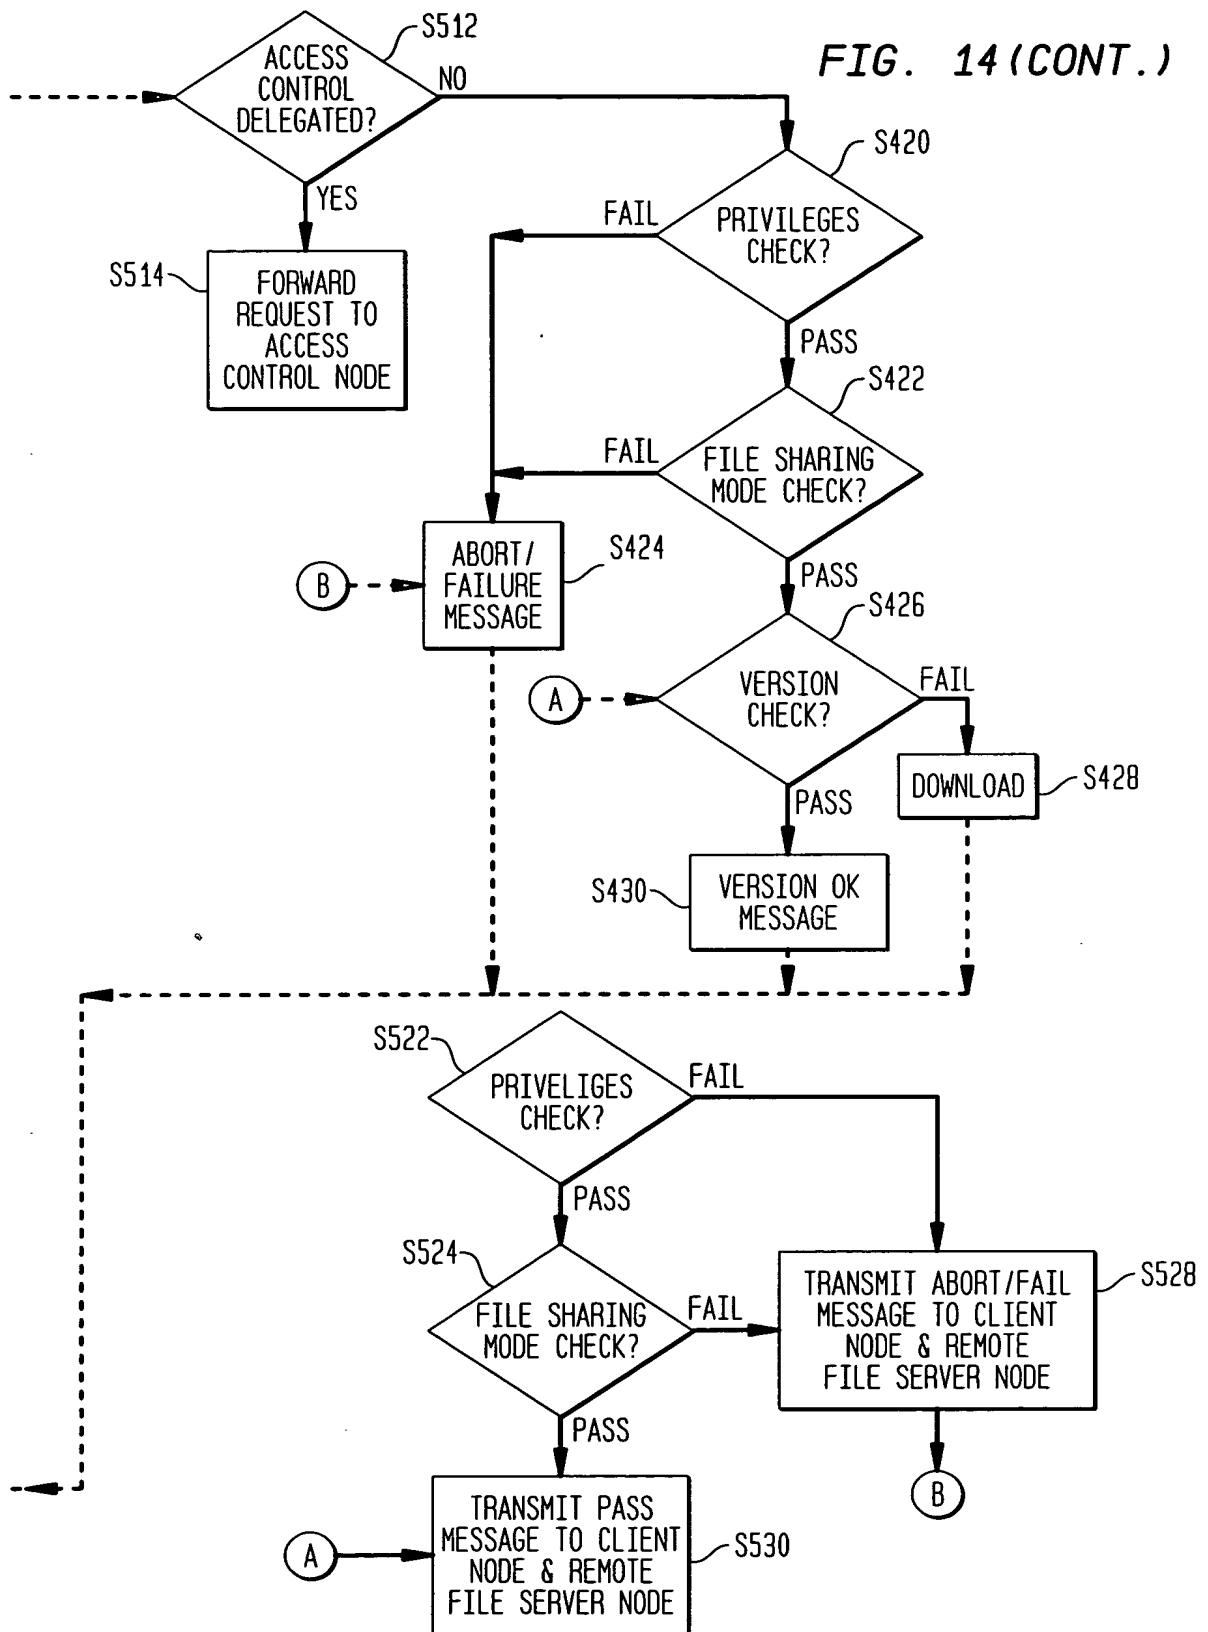 FIG. 14 (CONT.)
S512
ACCESS
CONTROL
DELEGATED?
NO
YES
S514
FORWARD
REQUEST TO
ACCESS
CONTROL NODE
S420
PRIVILEGES
CHECK?
FAIL
PASS
S422
FILE SHARING
MODE CHECK?
FAIL
PASS
B
ABORT/
FAILURE
MESSAGE
S424
S426
A
VERSION
CHECK?
FAIL
PASS
DOWNLOAD
S428
S430
VERSION OK
MESSAGE
S522
PRIVELIGES
CHECK?
FAIL
PASS
S524
FILE SHARING
MODE CHECK?
FAIL
PASS
TRANSMIT ABORT/FAIL
MESSAGE TO CLIENT
NODE & REMOTE
FILE SERVER NODE
S528
B
A
TRANSMIT PASS
MESSAGE TO CLIENT
NODE & REMOTE
FILE SERVER NODE
S530